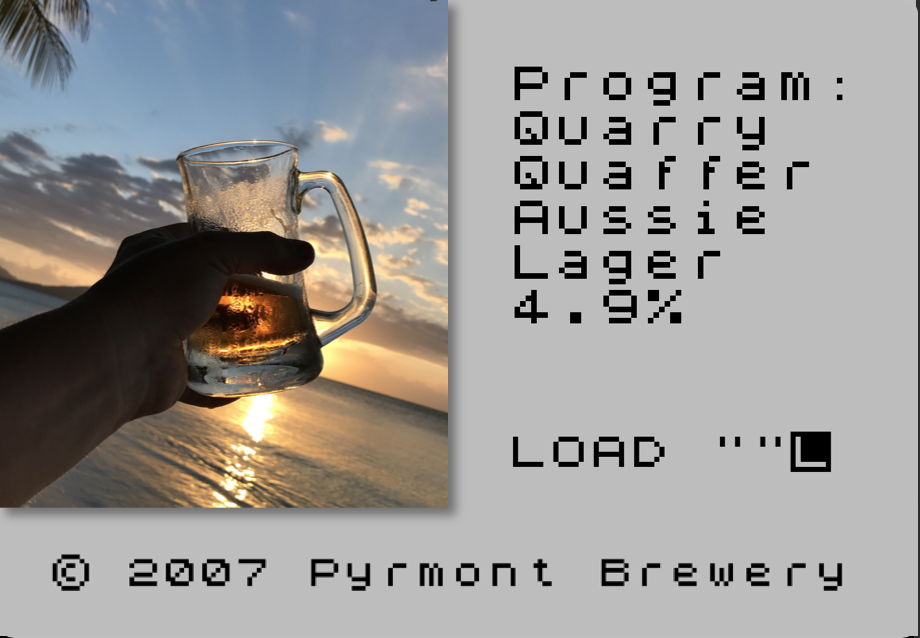 Program:
Quarry
Quaffer
Aussie
Lager
4.9%
LOAD ""L
© 2007 Pyrmont Brewery